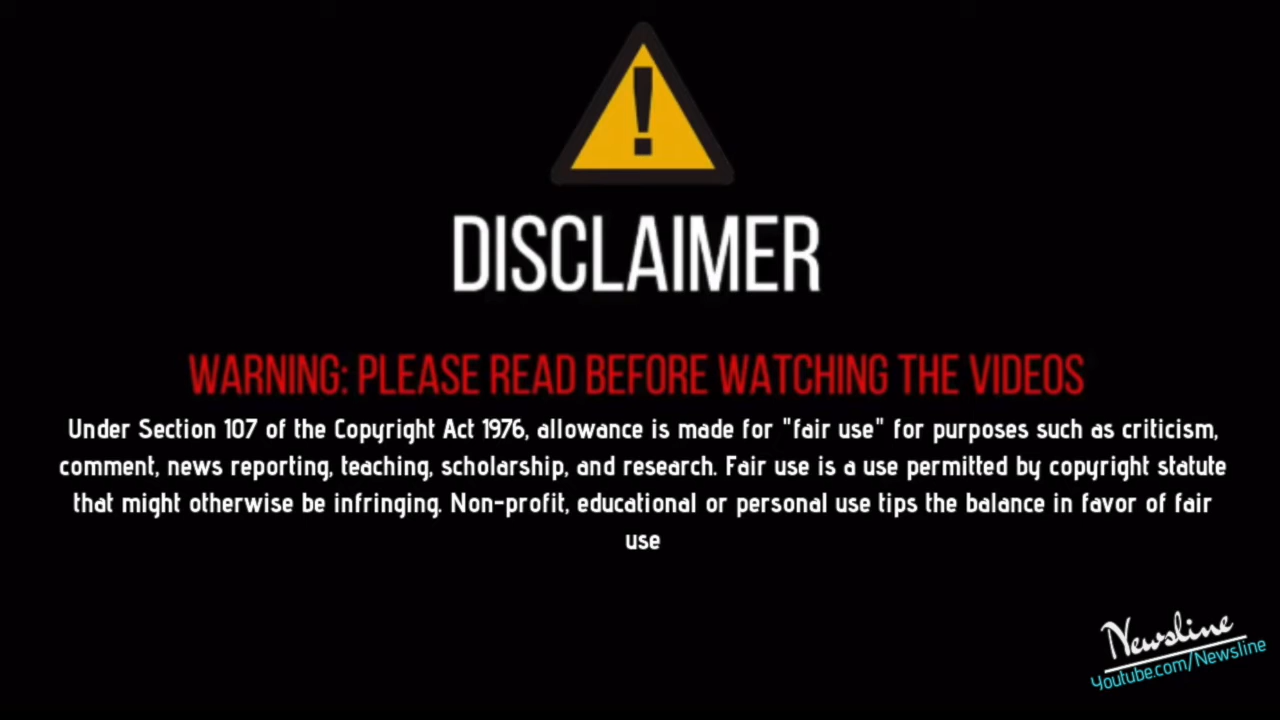 !
DISCLAIMER
WARNING: PLEASE READ BEFORE WATCHING THE VIDEOS
Under Section 107 of the Copyright Act 1976, allowance is made for "fair use" for purposes such as criticism,
comment, news reporting, teaching, scholarship, and research. Fair use is a use permitted by copyright statute
that might otherwise be infringing. Non-profit, educational or personal use tips the balance in favor of fair
use
Newsline
Youtube.com/Newsline